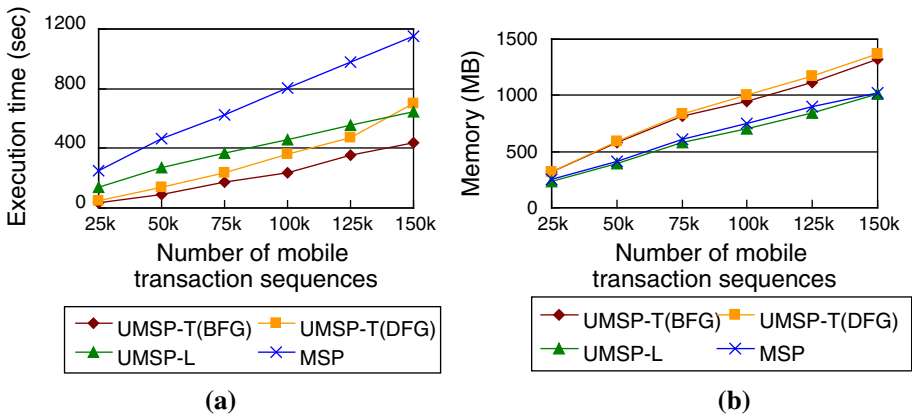 Execution time (sec)
1200
800
400
0
25k 50k 75k 100k 125k 150k
Number of mobile
transaction sequences
UMSP-T(BFG) UMSP-T(DFG)
UMSP-L MSP
(a)
Memory (MB)
1500
1000
500
0
25k 50k 75k 100k 125k 150k
Number of mobile
transaction sequences
UMSP-T(BFG) UMSP-T(DFG)
UMSP-L MSP
(b)